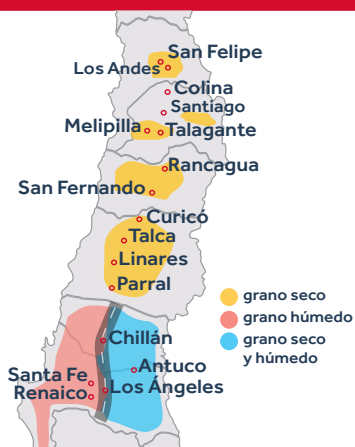 San Felipe
Los Andes
Colina
Santiago
Melipilla
Talagante
Rancagua
San Fernando
Curicó
Talca
Linares
Parral
grano seco
grano húmedo
grano seco
y húmedo
Chillán
Antuco
Santa Fe
Los Ángeles
Renaico